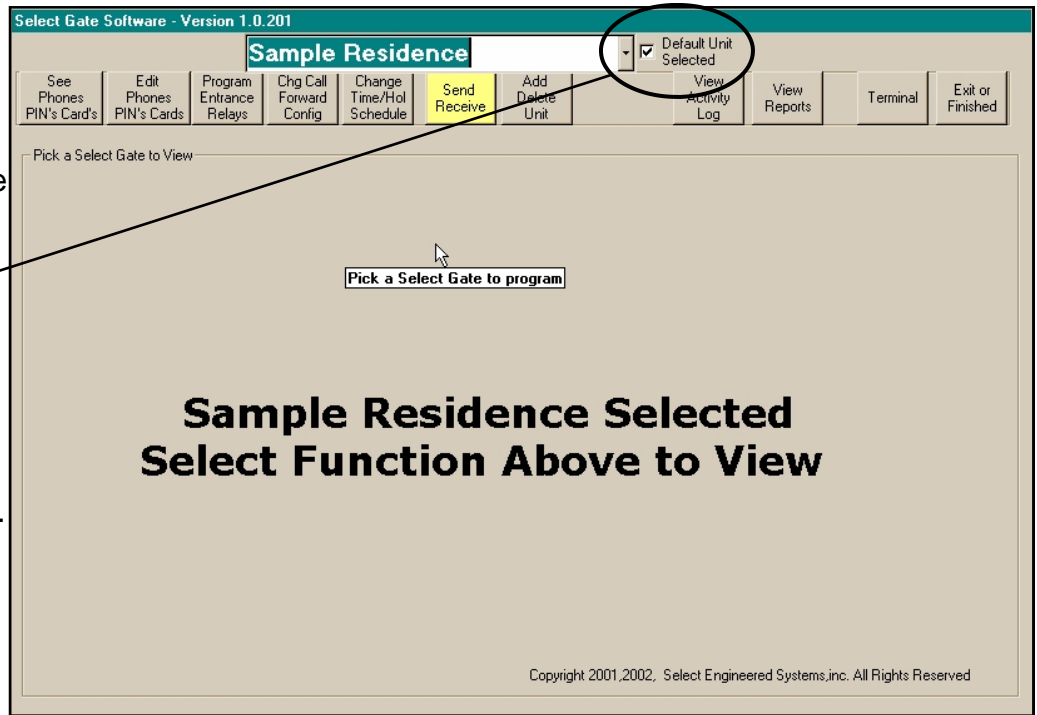 Select Gate Software - Version 1.0.201
Sample Residence
Default Unit
Selected
See
Phones
PIN's Card's
Edit
Phones
PIN's Cards
Program
Entrance
Relays
Chg Call
Forward
Config
Change
Time/Hol
Schedule
Send
Receive
Add
Delete
Unit
View
Activity
Log
View
Reports
Terminal
Exit or
Finished
Pick a Select Gate to View
e
Pick a Select Gate to program
Sample Residence Selected
Select Function Above to View
.
Copyright 2001,2002, Select Engineered Systems,inc. All Rights Reserved